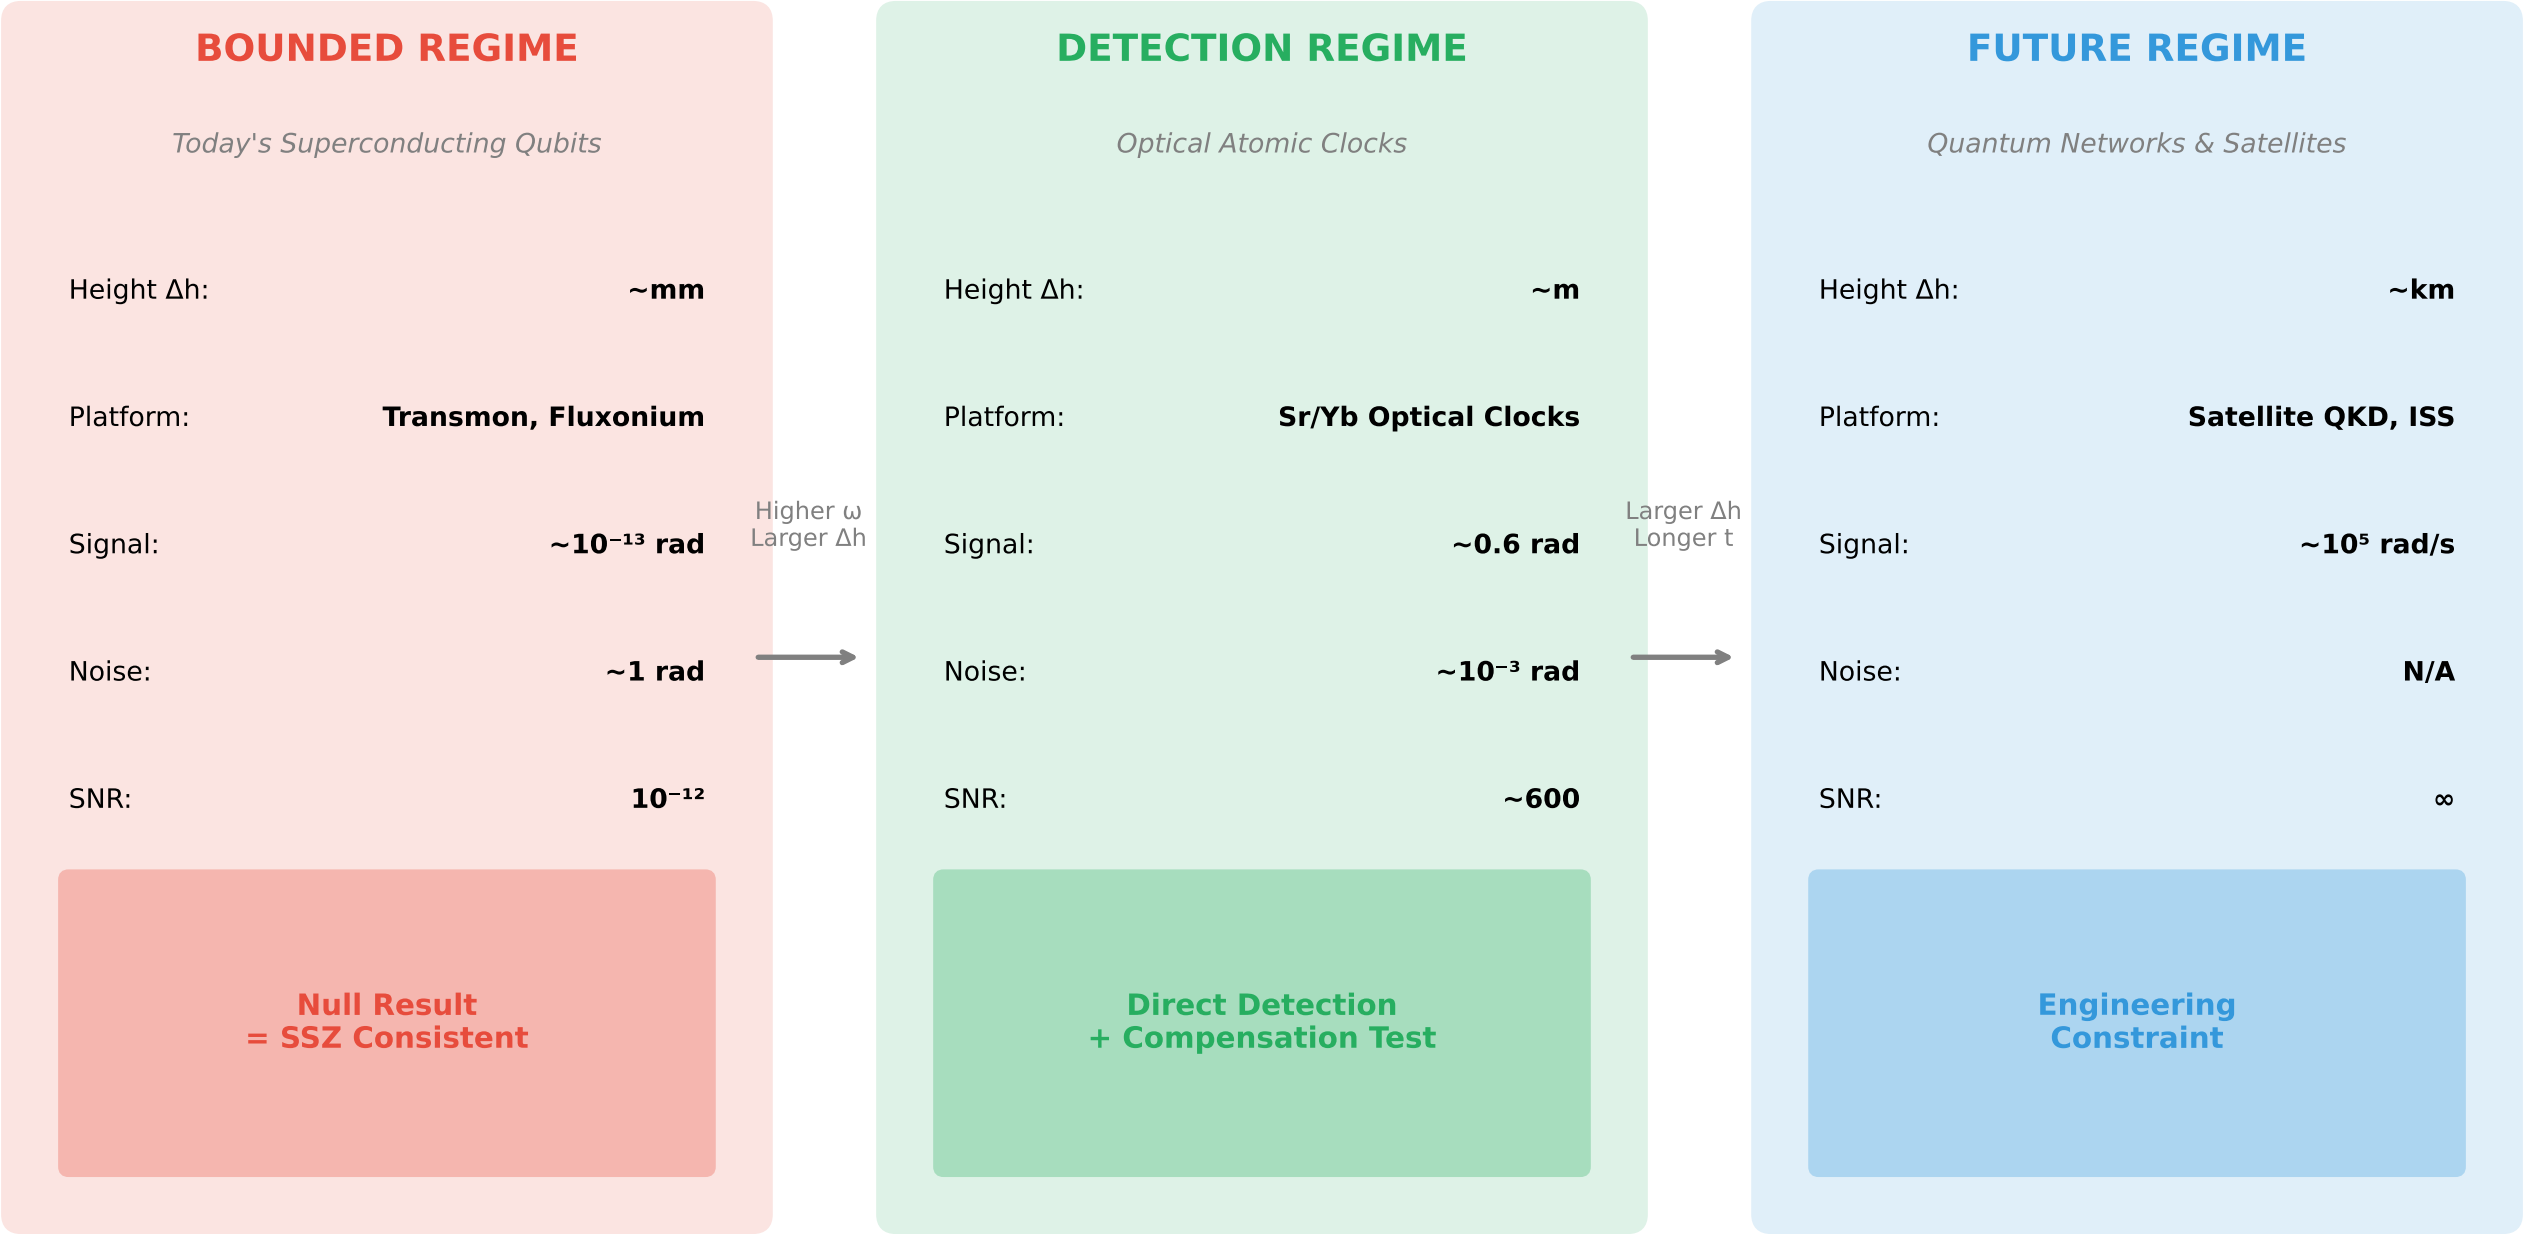 BOUNDED REGIME
Today's Superconducting Qubits
Height Δh: ~mm
Platform: Transmon, Fluxonium
Signal: ~10⁻¹³ rad
Noise: ~1 rad
SNR: 10⁻¹²
Null Result
= SSZ Consistent
Higher ω
Larger Δh
DETECTION REGIME
Optical Atomic Clocks
Height Δh: ~m
Platform: Sr/Yb Optical Clocks
Signal: ~0.6 rad
Noise: ~10⁻³ rad
SNR: ~600
Direct Detection
+ Compensation Test
Larger Δh
Longer t
FUTURE REGIME
Quantum Networks & Satellites
Height Δh: ~km
Platform: Satellite QKD, ISS
Signal: ~10⁵ rad/s
Noise: N/A
SNR: ∞
Engineering
Constraint